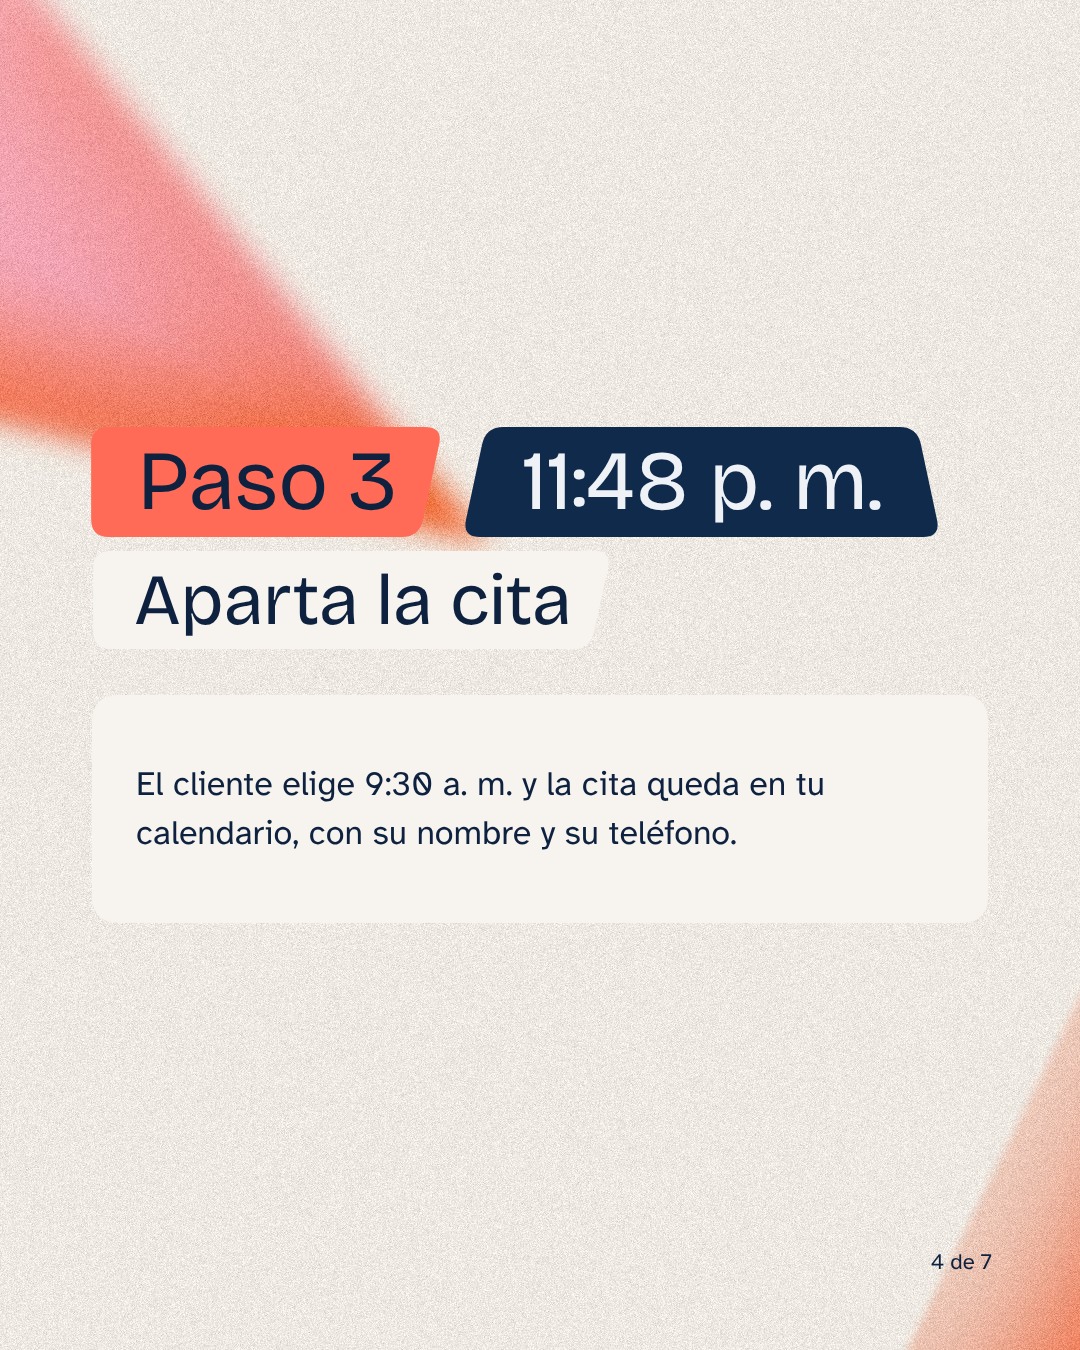 Paso 3 11:48 p. m.
Aparta la cita
El cliente elige 9:30 a. m. y la cita queda en tu
calendario, con su nombre y su teléfono.
4 de 7